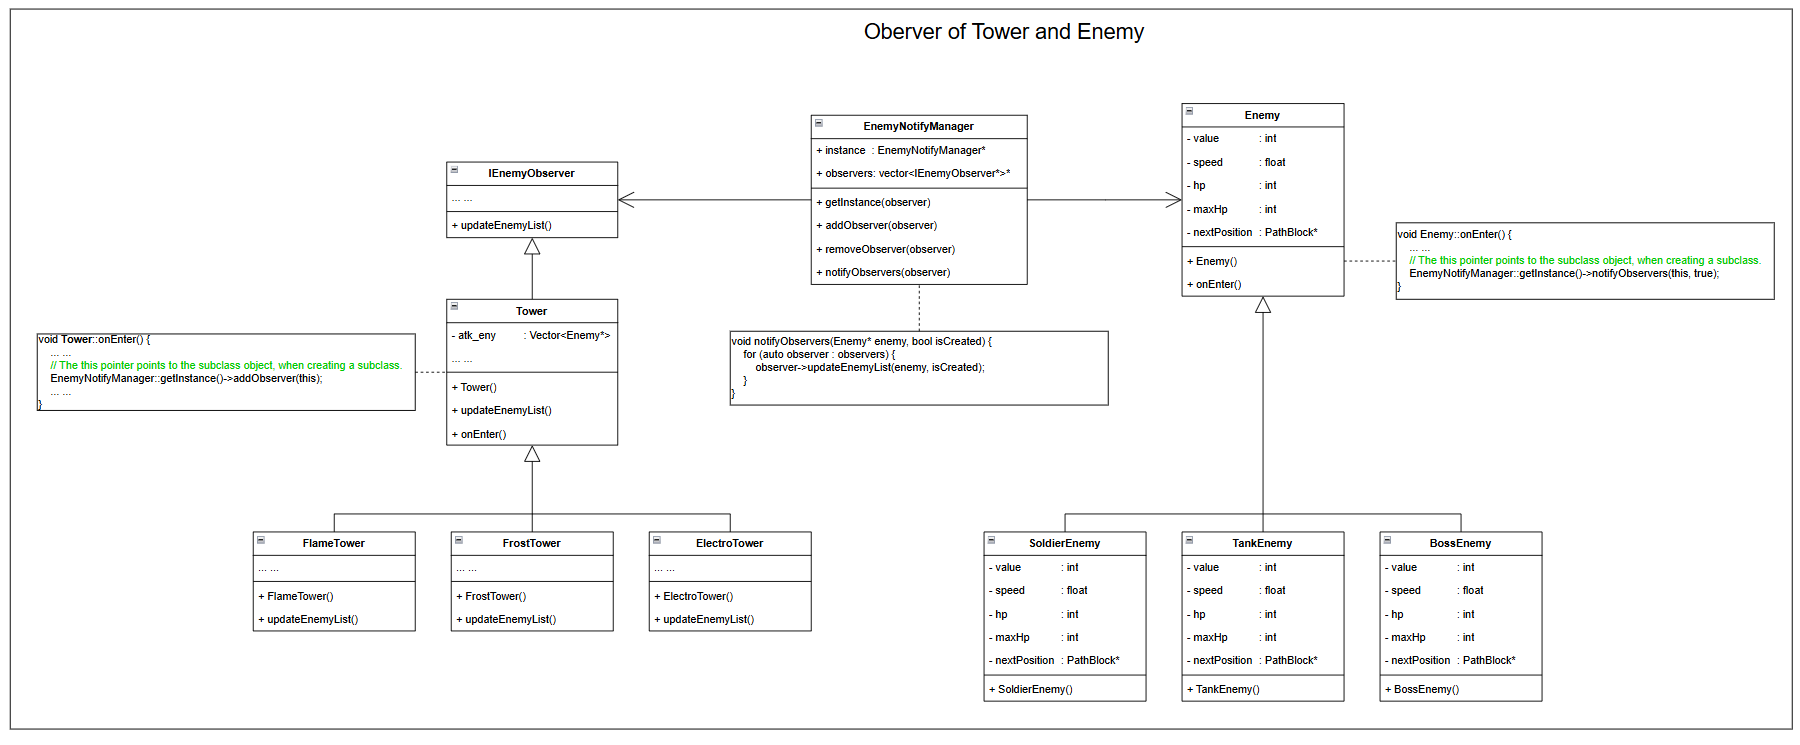 Oberver of Tower and Enemy
IEnemyObserver
... ...
+ updateEnemyList()
EnemyNotifyManager
+ instance : EnemyNotifyManager*
+ observers: vector<IEnemyObserver*>*
+ getInstance(observer)
+ addObserver(observer)
+ removeObserver(observer)
+ notifyObservers(observer)
Enemy
- value : int
- speed : float
- hp : int
- maxHp : int
- nextPosition : PathBlock*
+ Enemy()
+ onEnter()
void Enemy::onEnter() {
... ...
// The this pointer points to the subclass object, when creating a subclass.
EnemyNotifyManager::getInstance()->notifyObservers(this, true);
}
void Tower::onEnter() {
... ...
// The this pointer points to the subclass object, when creating a subclass.
EnemyNotifyManager::getInstance()->addObserver(this);
... ...
}
Tower
- atk_eny : Vector<Enemy*>
... ...
+ Tower()
+ updateEnemyList()
+ onEnter()
void notifyObservers(Enemy* enemy, bool isCreated) {
for (auto observer : observers) {
observer->updateEnemyList(enemy, isCreated);
}
}
FlameTower
... ...
+ FlameTower()
+ updateEnemyList()
FrostTower
... ...
+ FrostTower()
+ updateEnemyList()
ElectroTower
... ...
+ ElectroTower()
+ updateEnemyList()
SoldierEnemy
- value : int
- speed : float
- hp : int
- maxHp : int
- nextPosition : PathBlock*
+ SoldierEnemy()
TankEnemy
- value : int
- speed : float
- hp : int
- maxHp : int
- nextPosition : PathBlock*
+ TankEnemy()
BossEnemy
- value : int
- speed : float
- hp : int
- maxHp : int
- nextPosition : PathBlock*
+ BossEnemy()